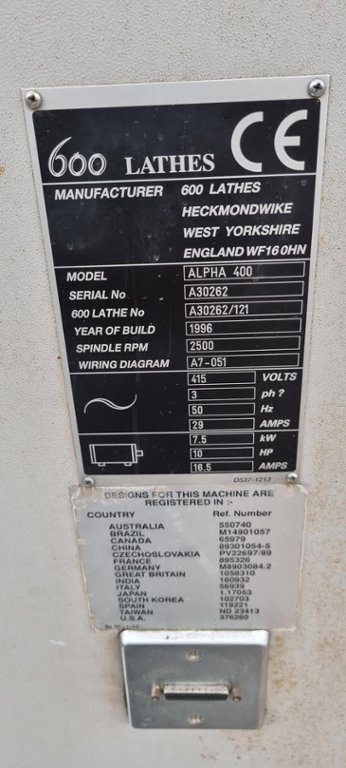 600 LATHES CE
MANUFACTURER 600 LATHES
HECKMONDWIKE
WEST YORKSHIRE
ENGLAND WF16 0HN
MODEL ALPHA 400
SERIAL No A30262
600 LATHE No A30262/121
YEAR OF BUILD 1996
SPINDLE RPM 2500
WIRING DIAGRAM A7-051
415 VOLTS
3 ph ?
50 Hz
29 AMPS
7.5 kW
10 HP
16.5 AMPS
D537-1213
DESIGNS FOR THIS MACHINE ARE
REGISTERED IN :-
COUNTRY Ref. Number
AUSTRALIA 550740
BRAZIL M14901057
CANADA 65979
CHINA 89301054-5
CZECHOSLOVAKIA PV22697/89
FRANCE 895326
GERMANY M8903084.2
GREAT BRITAIN 1058310
INDIA 160932
ITALY 56939
JAPAN 1.17053
SOUTH KOREA 102703
SPAIN 119221
TAIWAN ND 23413
U.S.A. 376280